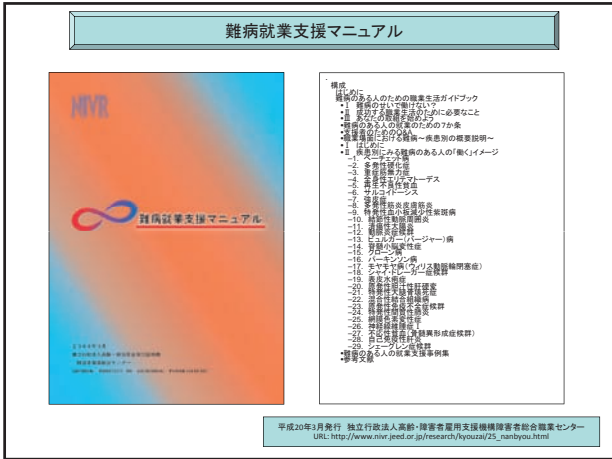 難病就業支援マニュアル
NIVR
難病就業支援マニュアル
構成
はじめに
難病のある人のための職業生活ガイドブック
•Ⅰ 難病のせいで働けない?
•Ⅱ 成功する職業生活のために必要なこと
•Ⅲ あなたの取組を始めよう
•難病のある人の就業のための7か条
•支援者のためのQ&A
•職業場面における難病~疾患別の概要説明~
•Ⅰ はじめに
•Ⅱ 疾患別にみる難病のある人の「働く」イメージ
–1. ベーチェット病
–2. 多発性硬化症
–3. 重症筋無力症
–4. 全身性エリテマトーデス
–5. 再生不良性貧血
–6. サルコイドーシス
–7. 強皮症
–8. 多発性筋炎皮膚筋炎
–9. 特発性血小板減少性紫斑病
–10. 結節性動脈周囲炎
–11. 潰瘍性大腸炎
–12. 動脈炎症候群
–13. ビュルガー(バージャー)病
–14. 脊髄小脳変性症
–15. クローン病
–16. パーキンソン病
–17. モヤモヤ病(ウィリス動脈輪閉塞症)
–18. シャイ・ドレーガー症候群
–19. 表皮水疱症
–20. 原発性胆汁性肝硬変
–21. 特発性大腿骨壊死症
–22. 混合性結合組織病
–23. 原発性免疫不全症候群
–24. 特発性間質性肺炎
–25. 網膜色素変性症
–26. 神経線維腫症Ⅰ
–27. 不応性貧血(骨髄異形成症候群)
–28. 自己免疫性肝炎
–29. シェーグレン症候群
•難病のある人の就業支援事例集
•参考文献
平成20年3月発行 独立行政法人高齢・障害者雇用支援機構障害者総合職業センター
URL: http://www.nivr.jeed.or.jp/research/kyouzai/25_nanbyou.html